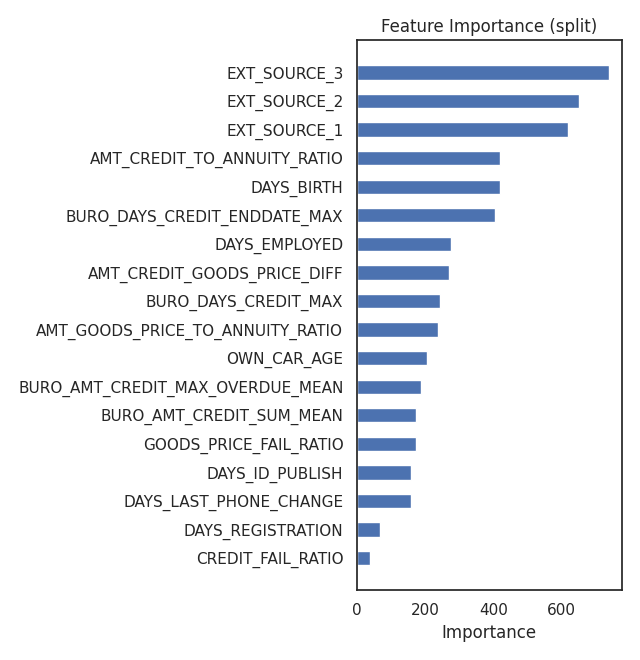 Feature Importance (split)
EXT_SOURCE_3
EXT_SOURCE_2
EXT_SOURCE_1
AMT_CREDIT_TO_ANNUITY_RATIO
DAYS_BIRTH
BURO_DAYS_CREDIT_ENDDATE_MAX
DAYS_EMPLOYED
AMT_CREDIT_GOODS_PRICE_DIFF
BURO_DAYS_CREDIT_MAX
AMT_GOODS_PRICE_TO_ANNUITY_RATIO
OWN_CAR_AGE
BURO_AMT_CREDIT_MAX_OVERDUE_MEAN
BURO_AMT_CREDIT_SUM_MEAN
GOODS_PRICE_FAIL_RATIO
DAYS_ID_PUBLISH
DAYS_LAST_PHONE_CHANGE
DAYS_REGISTRATION
CREDIT_FAIL_RATIO
0 200 400 600
Importance